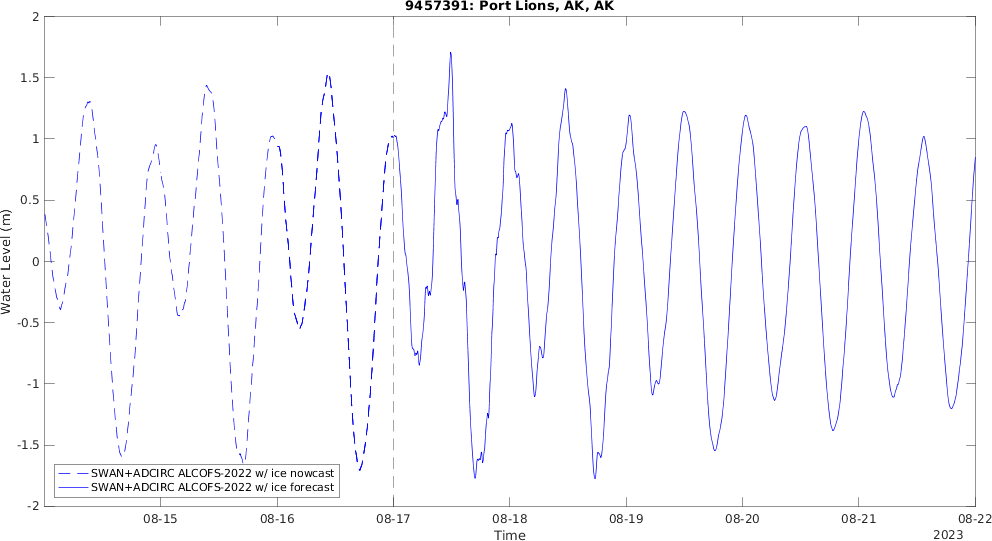 9457391: Port Lions, AK, AK
2
1.5
1
0.5
0
-0.5
-1
-1.5
-2
Water Level (m)
SWAN+ADCIRC ALCOFS-2022 w/ ice nowcast
SWAN+ADCIRC ALCOFS-2022 w/ ice forecast
08-15 08-16 08-17 08-18 08-19 08-20 08-21 08-22
Time
2023